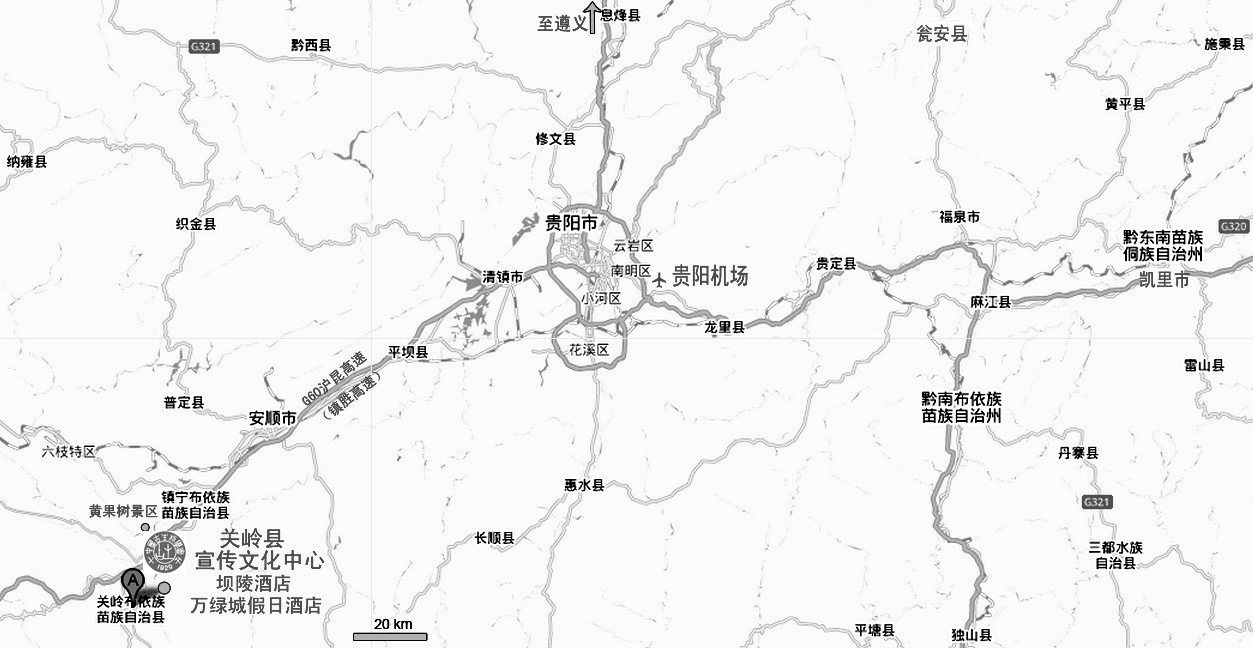 至遵义
息烽县
瓮安县
G321
黔西县
施秉县
黄平县
修文县
纳雍县
织金县
贵阳市
福泉市
G320
云岩区
黔东南苗族
侗族自治州
南明区
贵阳机场
贵定县
清镇市
凯里市
小河区
麻江县
龙里县
花溪区
平坝县
雷山县
G60沪昆高速
(镇胜高速)
普定县
安顺市
黔南布依族
苗族自治州
六枝特区
丹寨县
惠水县
镇宁布依族
苗族自治县
G321
黄果树景区
关岭县
宣传文化中心
长顺县
三都水族
自治县
1929
A
坝陵酒店
万绿城假日酒店
关岭布依族
苗族自治县
20 km
平塘县
独山县